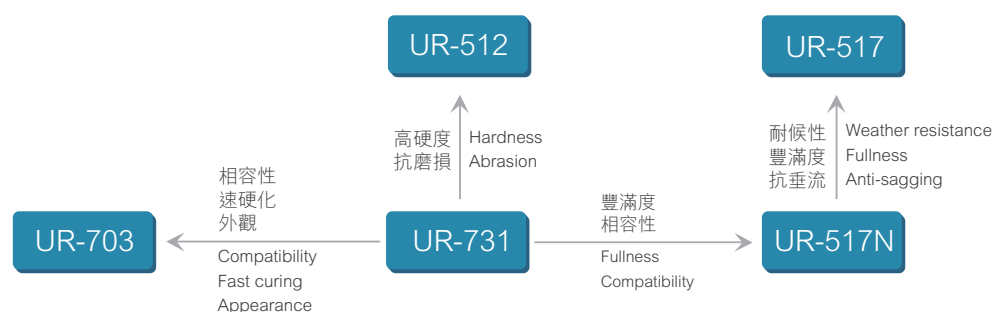 UR-512
UR-517
高硬度
抗磨損
Hardness
Abrasion
耐候性
豐滿度
抗垂流
Weather resistance
Fullness
Anti-sagging
相容性
速硬化
外觀
豐滿度
相容性
UR-703
UR-731
UR-517N
Compatibility
Fast curing
Appearance
Fullness
Compatibility